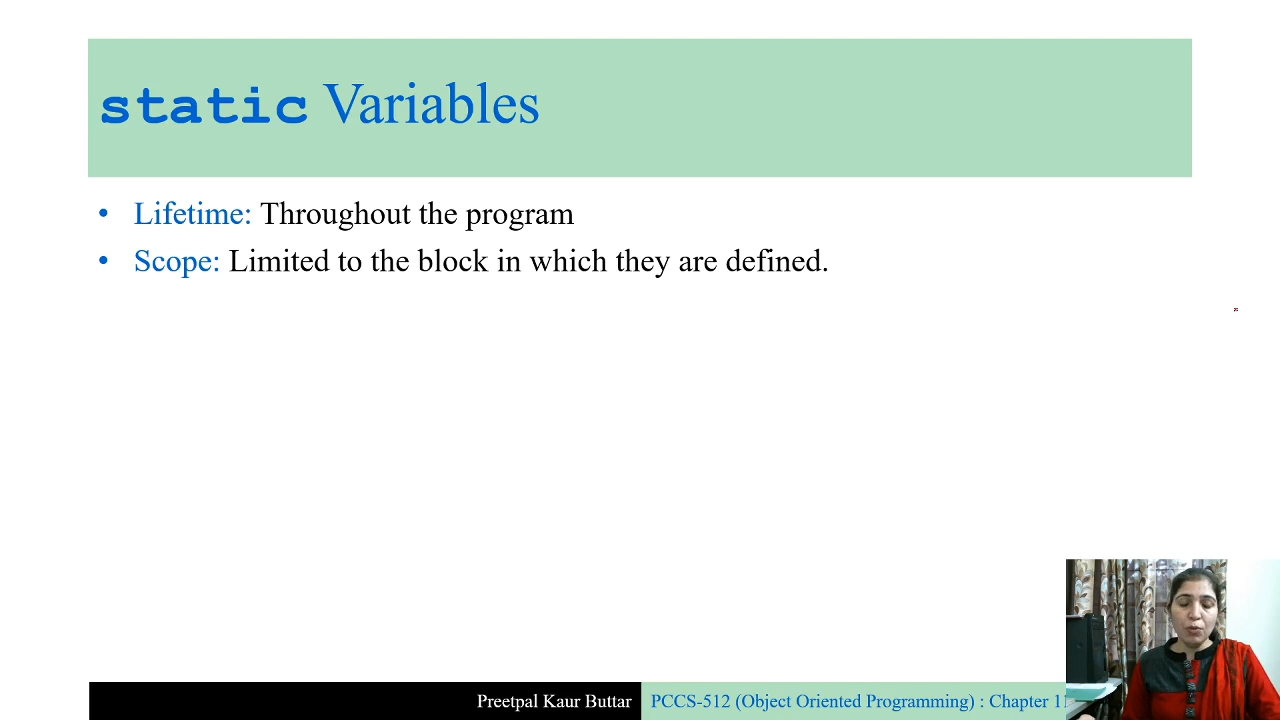 static Variables
• Lifetime: Throughout the program
• Scope: Limited to the block in which they are defined.
Preetpal Kaur Buttar PCCS-512 (Object Oriented Programming) : Chapter 11